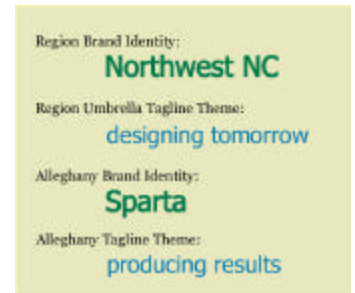 Region Brand Identity:
Northwest NC
Region Umbrella Tagline Theme:
designing tomorrow
Alleghany Brand Identity:
Sparta
Alleghany Tagline Theme:
producing results